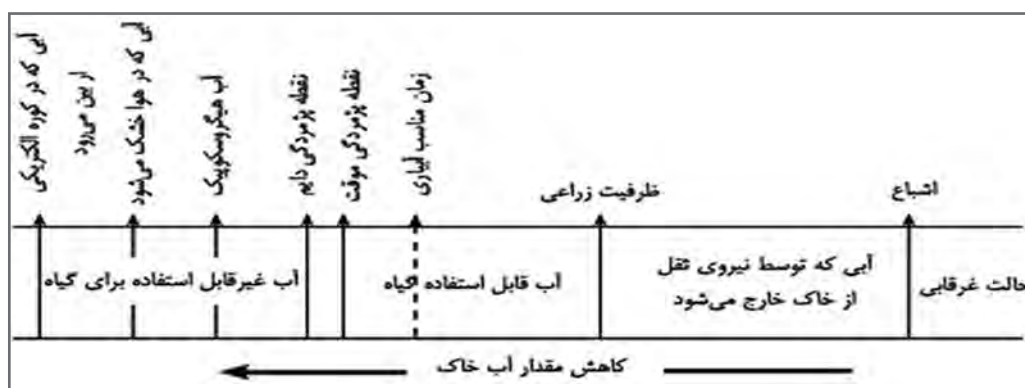 اشباع
ظرفیت زراعی
زمان مناسب آبیاری
نقطه پژمردگی موقت
نقطه پژمردگی دایم
آب هیگروسکوپیک
آبی که در هوا خشک می‌شود
آبی که در کوره الکتریکی
از بین می‌رود
حالت غرقابی
آبی که توسط نیروی ثقل
از خاک خارج می‌شود
آب قابل استفاده گیاه
آب غیرقابل استفاده برای گیاه
کاهش مقدار آب خاک